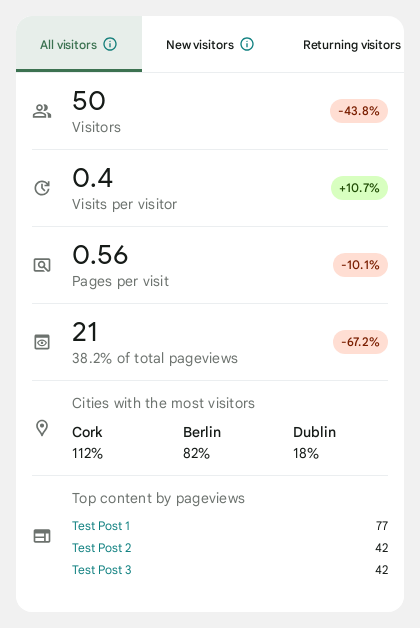 All visitors New visitors Returning visitors
50 -43.8%
Visitors
0.4 +10.7%
Visits per visitor
0.56 -10.1%
Pages per visit
21 -67.2%
38.2% of total pageviews
Cities with the most visitors
Cork Berlin Dublin
112% 82% 18%
Top content by pageviews
Test Post 1 77
Test Post 2 42
Test Post 3 42